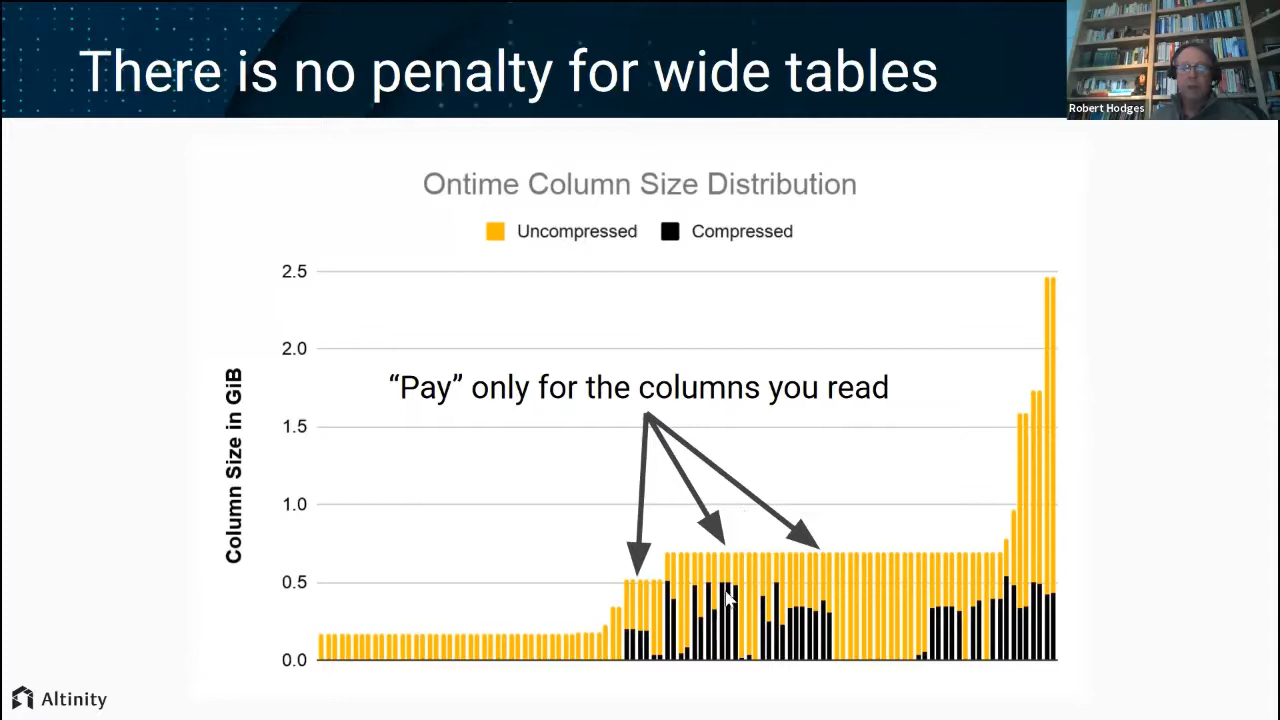 There is no penalty for wide tables
Robert Hodges
Ontime Column Size Distribution
Uncompressed
Compressed
2.5
2.0
“Pay” only for the columns you read
1.5
1.0
0.5
0.0
Column Size in GiB
Altinity